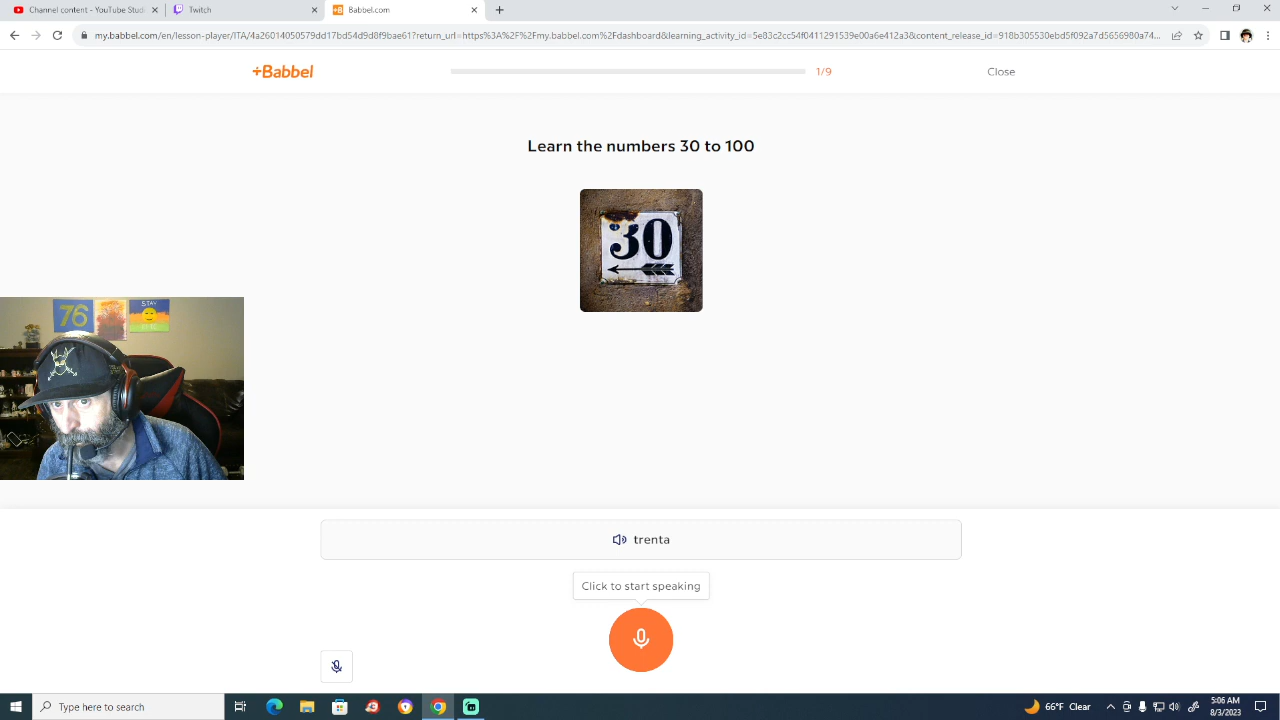 Channel content - YouTube Stud
Twitch
+B Babbel.com
my.babbel.com/en/lesson-player/ITA/4a26014050579dd17bd54d9d8f9bae61?return_url=https%3A%2F%2Fmy.babbel.com%2Fdashboard&learning_activity_id=5e83c2cc54f0411291539e00a6e412a3&content_release_id=918b305530ebd5f092a7d5656980a74...
+Babbel
1/9
Close
Learn the numbers 30 to 100
30
76
STAY
trenta
Click to start speaking
Type here to search
66°F Clear
5:06 AM
8/3/2023